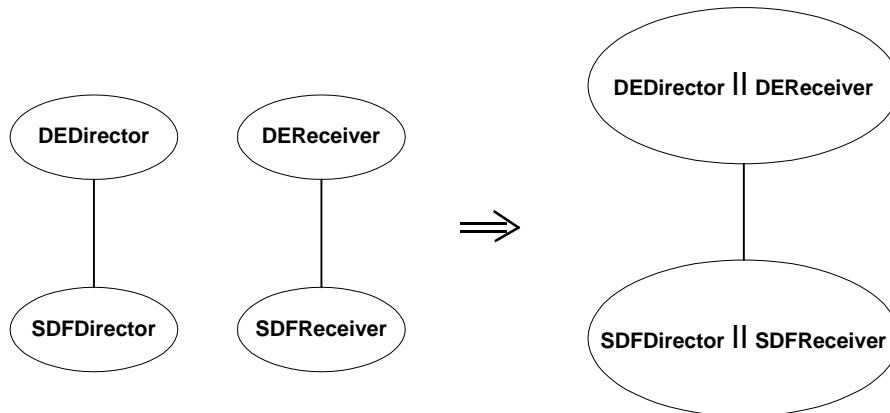 DEDirector
DEReceiver
DEDirector || DEReceiver
SDFDirector
SDFReceiver
SDFDirector || SDFReceiver